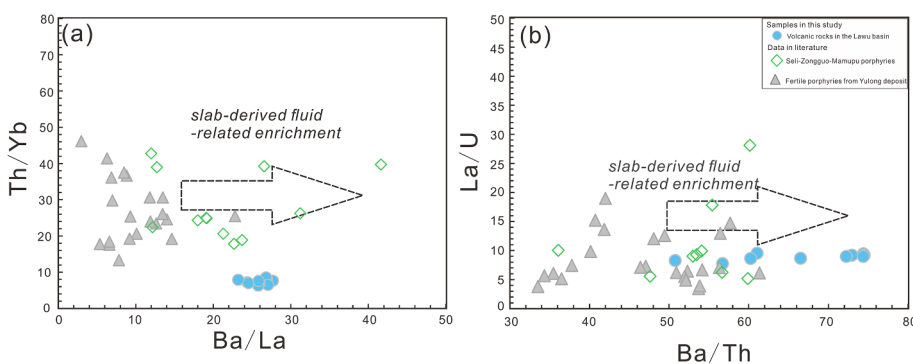 (a)
80
70
60
50
40
30
20
10
0
Th/Yb
slab-derived fluid
-related enrichment
0 10 20 30 40 50
Ba/La
(b)
50
45
40
35
30
25
20
15
10
5
0
La/U
Samples in this study
Volcanic rocks in the Lawu basin
Data in literature
Seli-Zongguo-Mamupu porphyries
Fertile porphyries from Yulong deposit
slab-derived fluid
-related enrichment
30 40 50 60 70 80
Ba/Th